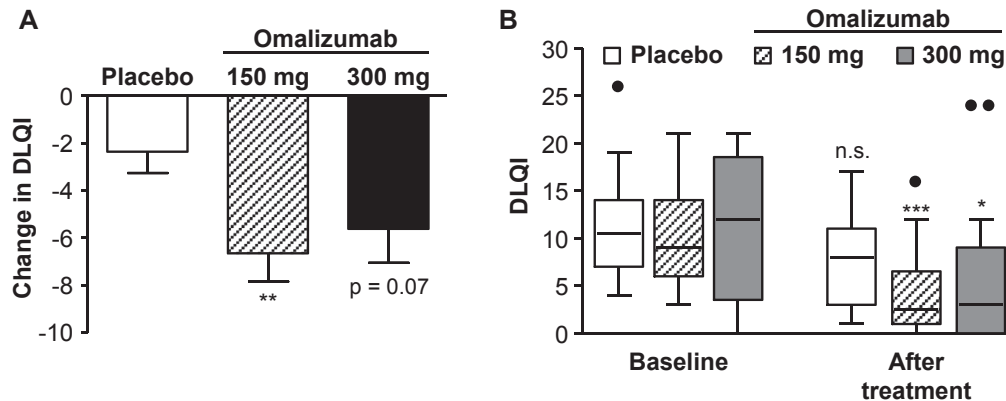 A
Omalizumab
Placebo
150 mg
300 mg
0
-2
-4
-6
-8
-10
Change in DLQI
**
p = 0.07
B
Omalizumab
Placebo
150 mg
300 mg
30
25
20
15
10
5
0
DLQI
n.s.
***
*
Baseline
After
treatment